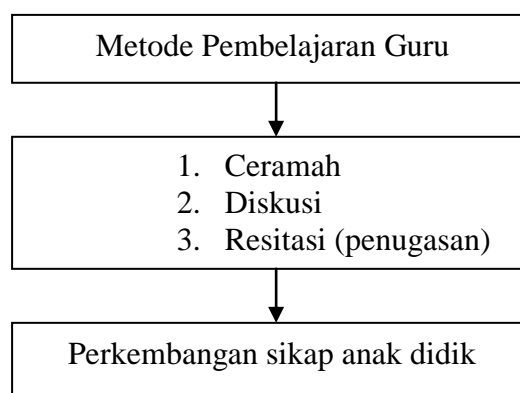 Metode Pembelajaran Guru
1. Ceramah
2. Diskusi
3. Resitasi (penugasan)
Perkembangan sikap anak didik